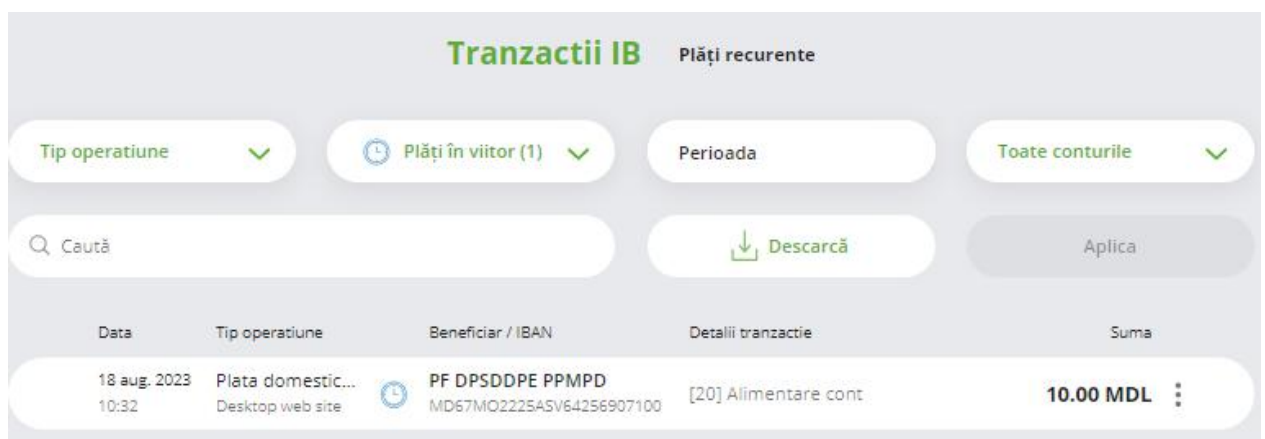 Tranzactii IB Plăți recurente
Tip operatiune Plăți în viitor (1) Perioada Toate conturile
Caută Descarcă Aplica
Data Tip operatiune Beneficiar / IBAN Detalii tranzactie Suma
18 aug. 2023 Plata domestic... PF DPSDDPE PPMPD [20] Alimentare cont 10.00 MDL
10:32 Desktop web site MD67MO2225ASV64256907100